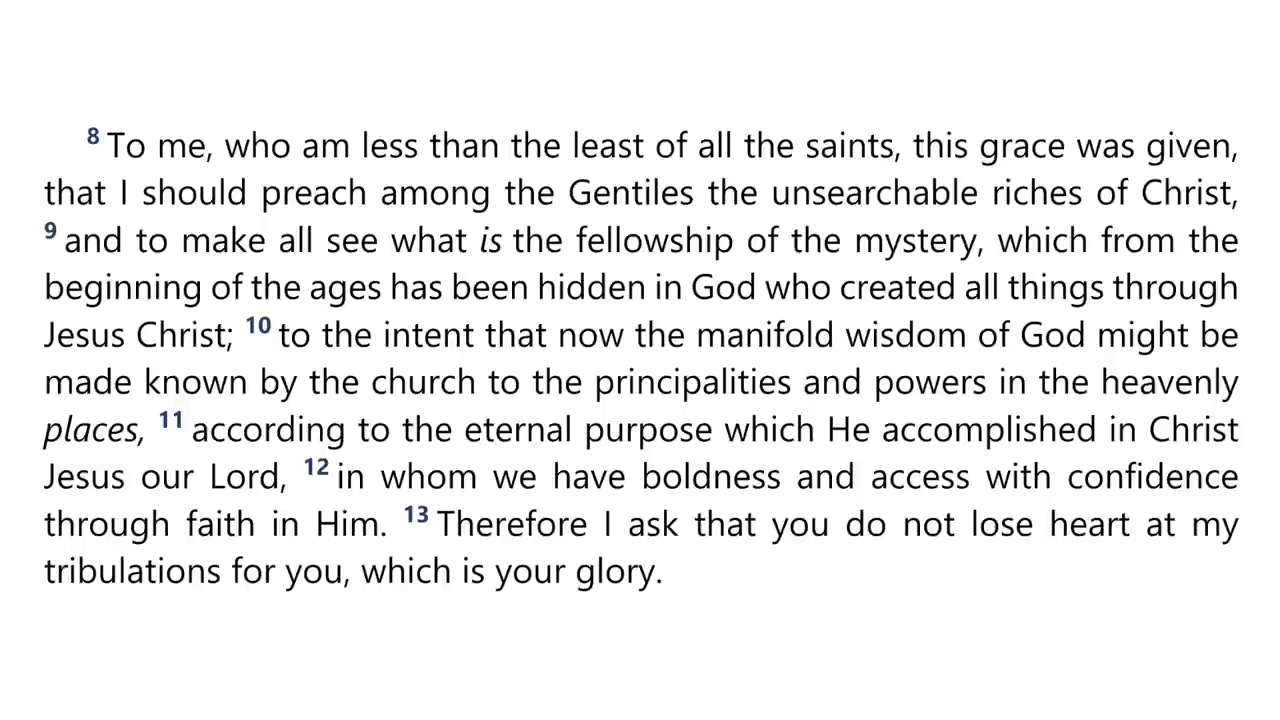 8 To me, who am less than the least of all the saints, this grace was given,
that I should preach among the Gentiles the unsearchable riches of Christ,
9 and to make all see what is the fellowship of the mystery, which from the
beginning of the ages has been hidden in God who created all things through
Jesus Christ; 10 to the intent that now the manifold wisdom of God might be
made known by the church to the principalities and powers in the heavenly
places, 11 according to the eternal purpose which He accomplished in Christ
Jesus our Lord, 12 in whom we have boldness and access with confidence
through faith in Him. 13 Therefore I ask that you do not lose heart at my
tribulations for you, which is your glory.